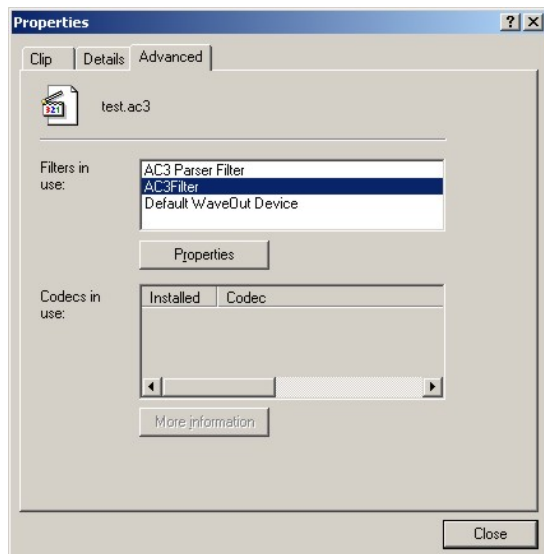 Properties
Clip Details Advanced
321
test.ac3
Filters in use:
AC3 Parser Filter
AC3Filter
Default WaveOut Device
Properties
Codecs in use:
Installed Codec
More information
Close